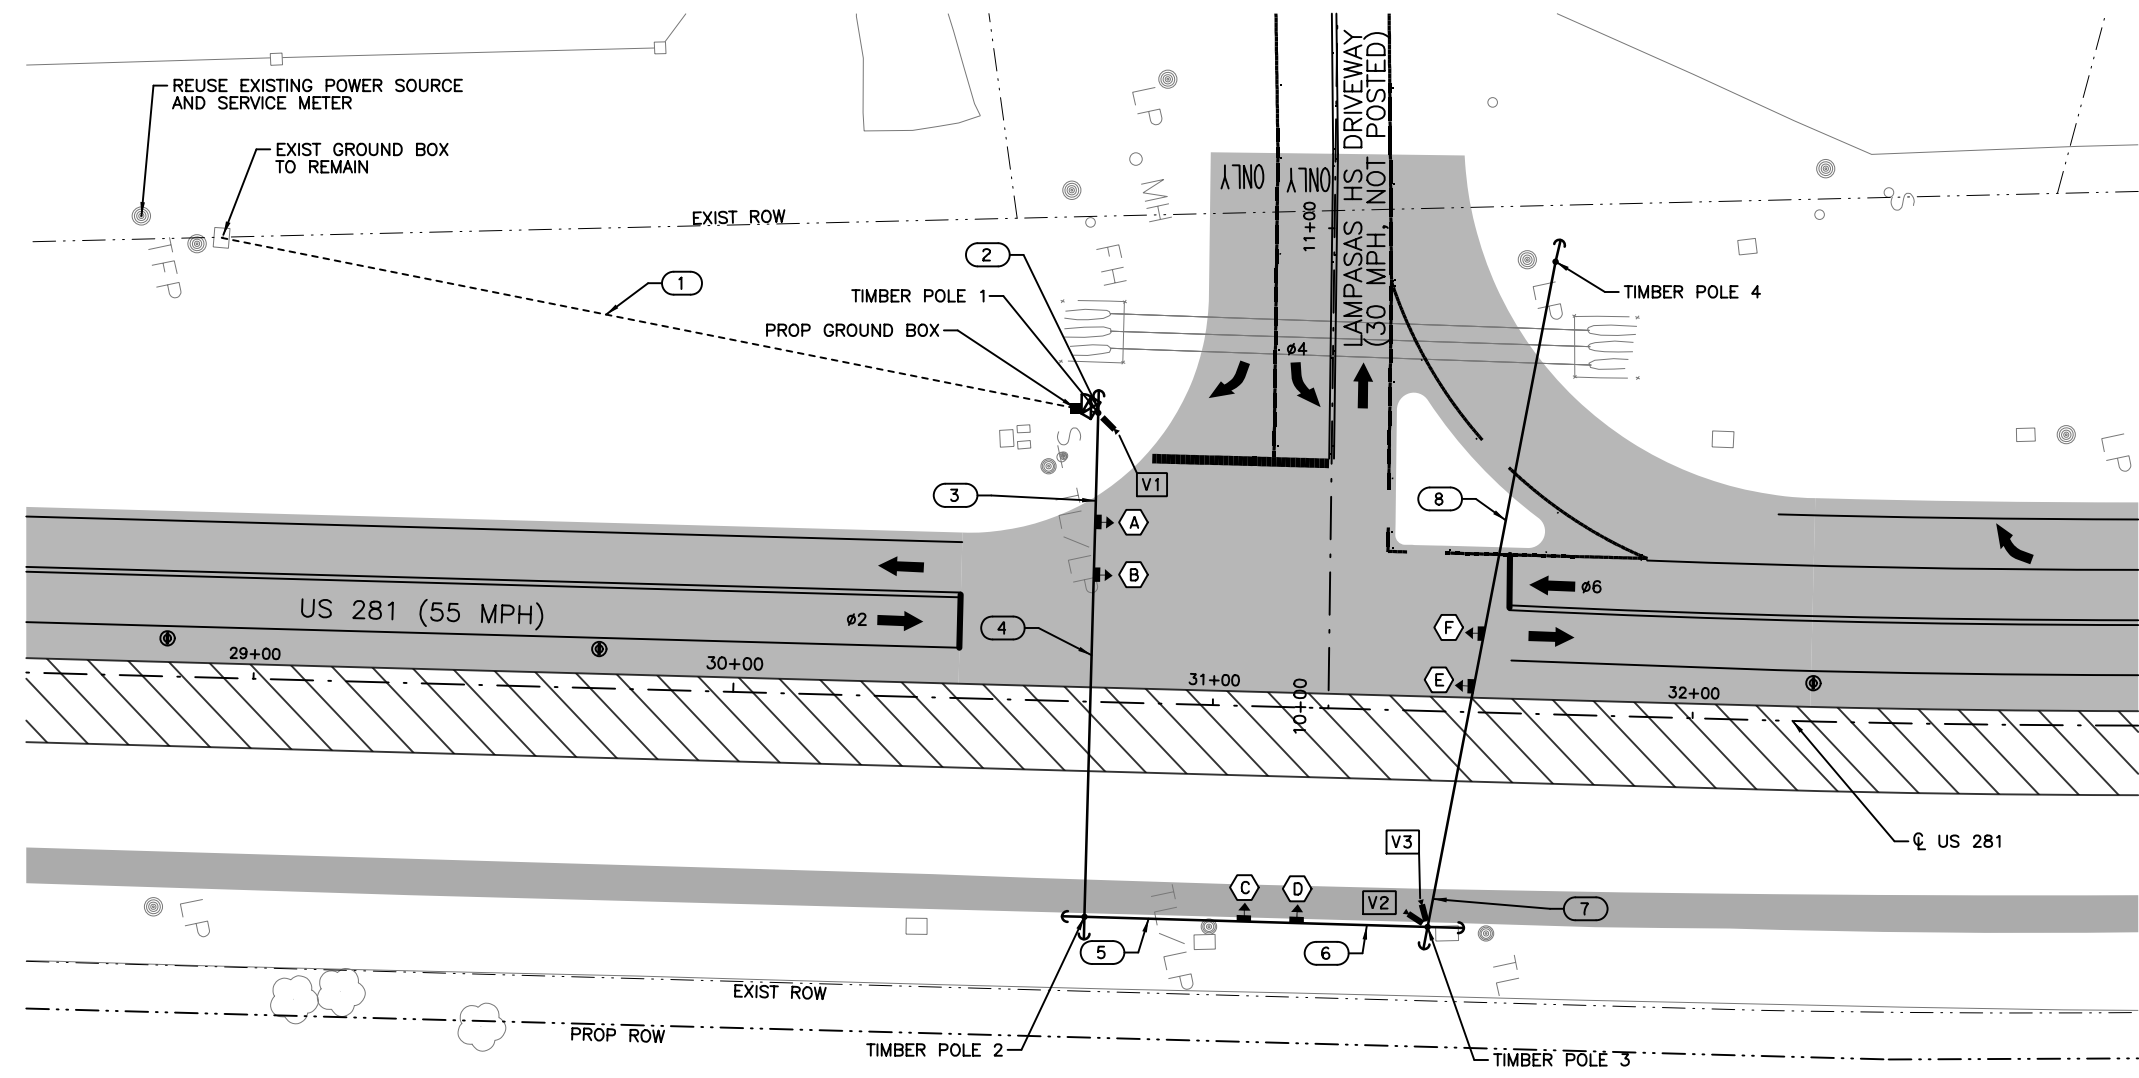 REUSE EXISTING POWER SOURCE
AND SERVICE METER
EXIST GROUND BOX
TO REMAIN
EXIST ROW
LP
MH
FH
TFP
1
2
TIMBER POLE 1
PROP GROUND BOX
ONLY
ONLY
11+00
LAMPASAS HS DRIVEWAY
(30 MPH, NOT POSTED)
ø4
S
LP
TIMBER POLE 4
LP
3
V1
8
A
B
US 281 (55 MPH)
ø2
4
ø6
F
E
29+00
30+00
31+00
10+00
32+00
℄ US 281
V3
V2
C
D
7
LP
5
6
TL
EXIST ROW
PROP ROW
TIMBER POLE 2
TIMBER POLE 3